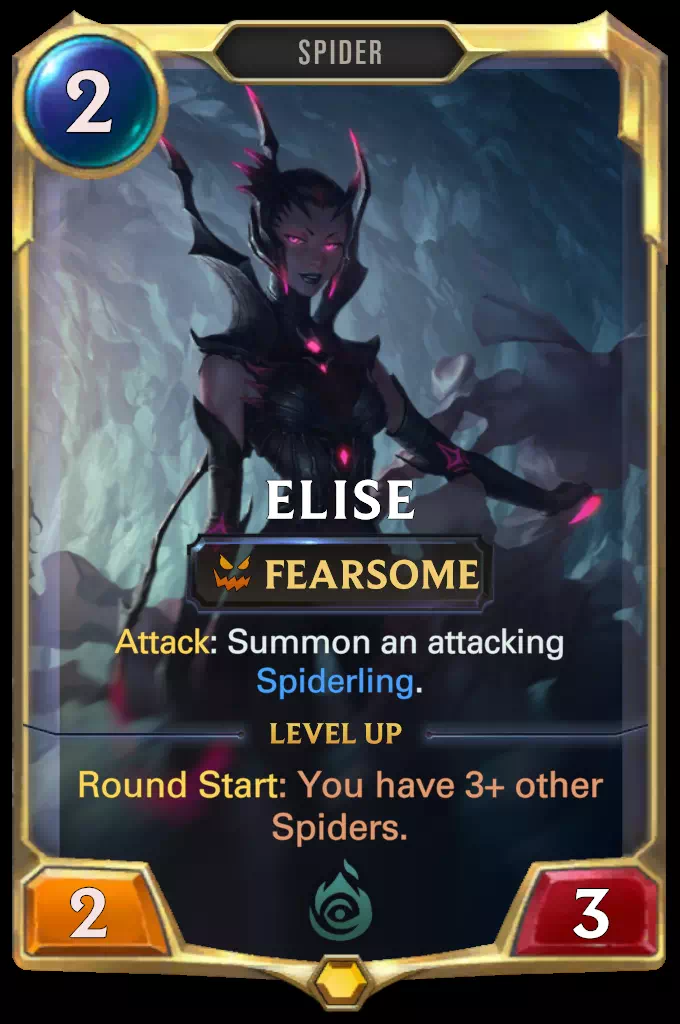 SPIDER
2
ELISE
FEARSOME
Attack: Summon an attacking
Spiderling.
LEVEL UP
Round Start: You have 3+ other
Spiders.
2
3